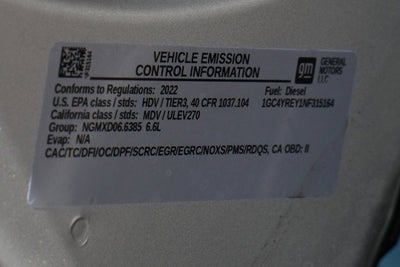 VEHICLE EMISSION
CONTROL INFORMATION
gm
GENERAL
MOTORS
LLC
Conforms to Regulations: 2022
Fuel: Diesel
U.S. EPA class / stds: HDV / TIER3, 40 CFR 1037.104
1GC4YREY1NF315164
California class / stds: MDV / ULEV270
Group: NGMXD06.6385 6.6L
Evap: N/A
CAC/TC/DFI/OC/DPF/SCRC/EGR/EGRC/NOXS/PMS/RDQS, CA OBD: II